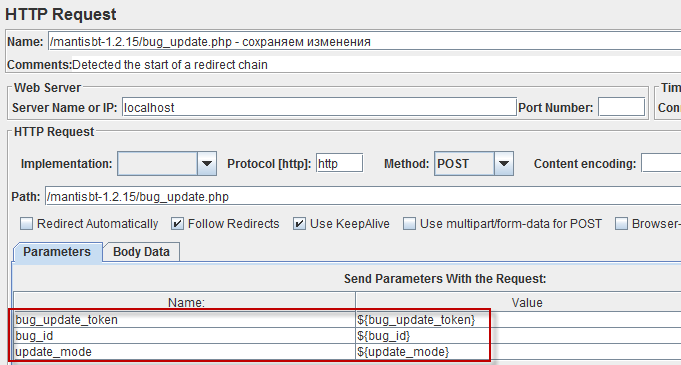 HTTP Request
Name: /mantisbt-1.2.15/bug_update.php - сохраняем изменения
Comments: Detected the start of a redirect chain
Web Server
Tim
Server Name or IP: localhost Port Number:
Conn
HTTP Request
Implementation: Protocol [http]: http Method: POST Content encoding:
Path: /mantisbt-1.2.15/bug_update.php
Redirect Automatically Follow Redirects Use KeepAlive Use multipart/form-data for POST Browser-
Parameters Body Data
Send Parameters With the Request:
Name: Value
bug_update_token ${bug_update_token}
bug_id ${bug_id}
update_mode ${update_mode}